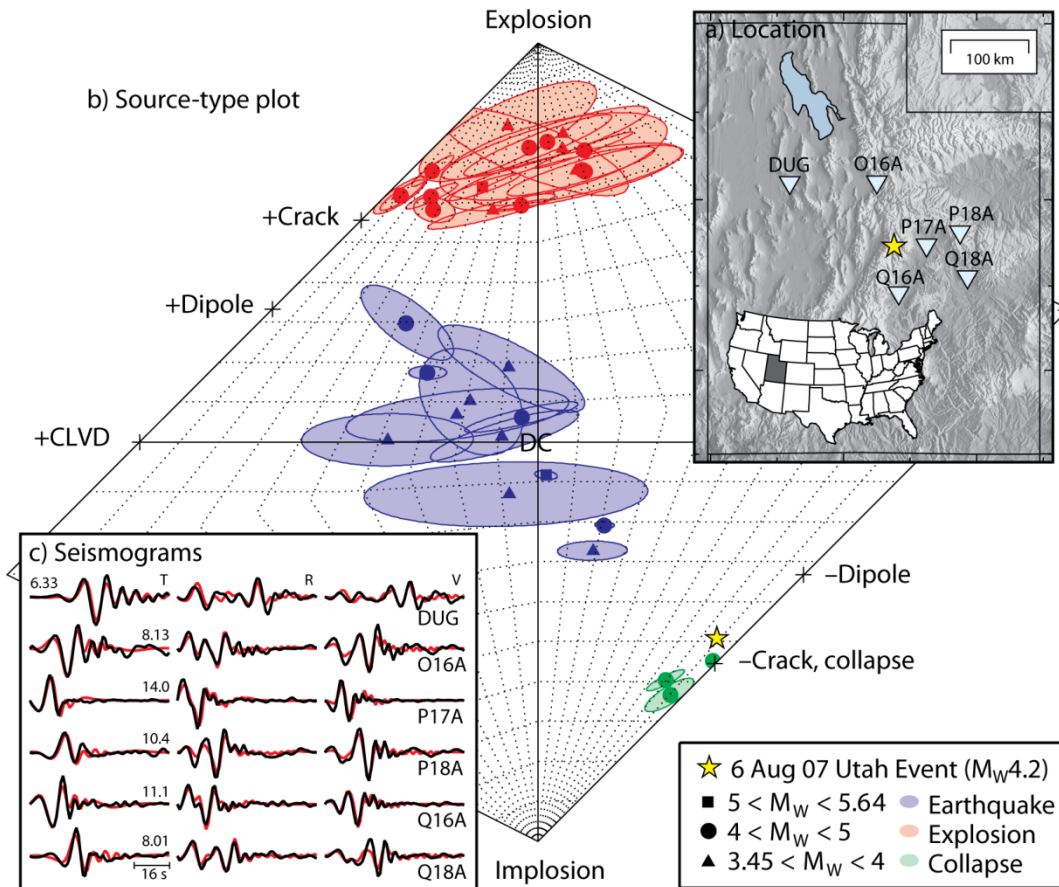 Explosion
a) Location
100 km
b) Source-type plot
DUG
O16A
+Crack
P17A
P18A
Q18A
Q16A
+Dipole
+CLVD
DC
c) Seismograms
6.33
T
R
V
DUG
–Dipole
8.13
O16A
–Crack, collapse
14.0
P17A
10.4
P18A
11.1
Q16A
8.01
16 s
Q18A
Implosion
6 Aug 07 Utah Event (MW4.2)
5 < MW < 5.64
Earthquake
4 < MW < 5
Explosion
3.45 < MW < 4
Collapse